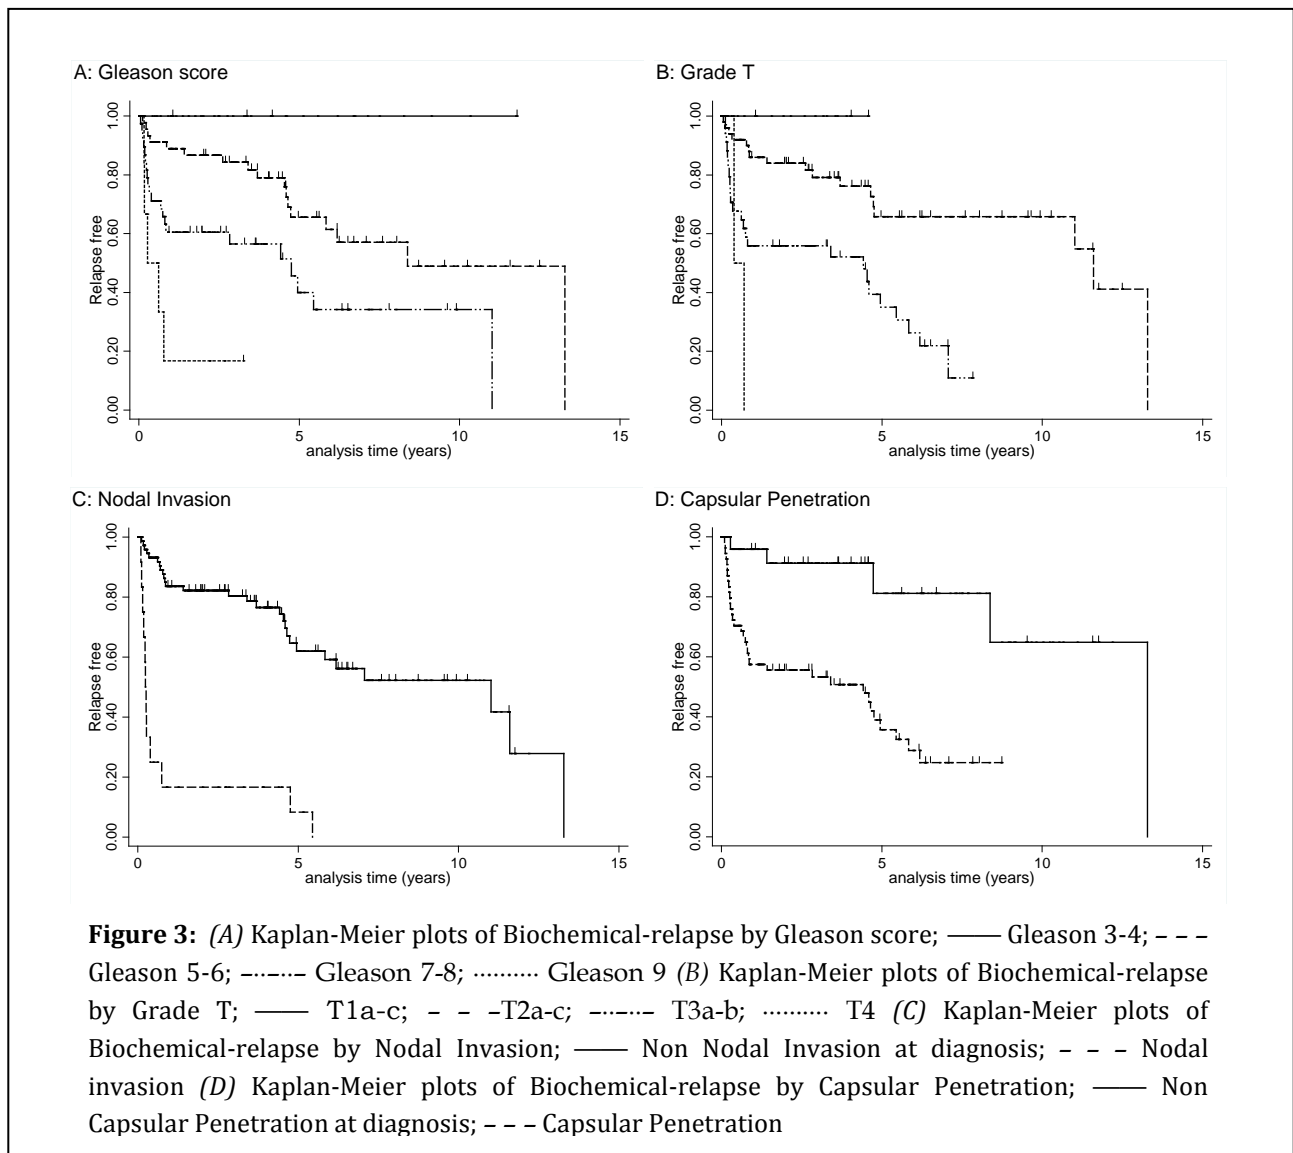 A: Gleason score
1.00
0.80
0.60
0.40
0.20
0.00
Relapse free
0 5 10 15
analysis time (years)
B: Grade T
1.00
0.80
0.60
0.40
0.20
0.00
Relapse free
0 5 10 15
analysis time (years)
C: Nodal Invasion
1.00
0.80
0.60
0.40
0.20
0.00
Relapse free
0 5 10 15
analysis time (years)
D: Capsular Penetration
1.00
0.80
0.60
0.40
0.20
0.00
Relapse free
0 5 10 15
analysis time (years)
Figure 3: (A) Kaplan-Meier plots of Biochemical-relapse by Gleason score; —— Gleason 3-4; – – –
Gleason 5-6; –·–·–·– Gleason 7-8; ·········· Gleason 9 (B) Kaplan-Meier plots of Biochemical-relapse
by Grade T; —— T1a-c; – – –T2a-c; –·–·–·– T3a-b; ·········· T4 (C) Kaplan-Meier plots of
Biochemical-relapse by Nodal Invasion; —— Non Nodal Invasion at diagnosis; – – – Nodal
invasion (D) Kaplan-Meier plots of Biochemical-relapse by Capsular Penetration; —— Non
Capsular Penetration at diagnosis; – – – Capsular Penetration